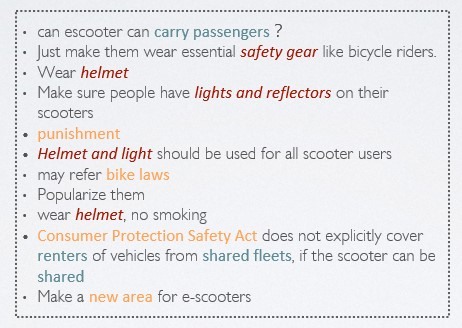 • can escooter can carry passengers ?
• Just make them wear essential safety gear like bicycle riders.
• Wear helmet
• Make sure people have lights and reflectors on their
scooters
• punishment
• Helmet and light should be used for all scooter users
• may refer bike laws
• Popularize them
• wear helmet, no smoking
• Consumer Protection Safety Act does not explicitly cover
renters of vehicles from shared fleets, if the scooter can be
shared
• Make a new area for e-scooters